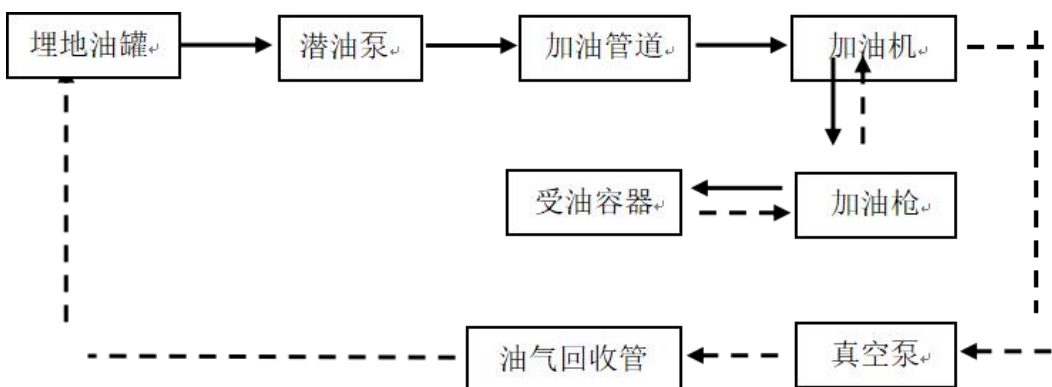 埋地油罐
潜油泵
加油管道
加油机
受油容器
加油枪
油气回收管
真空泵